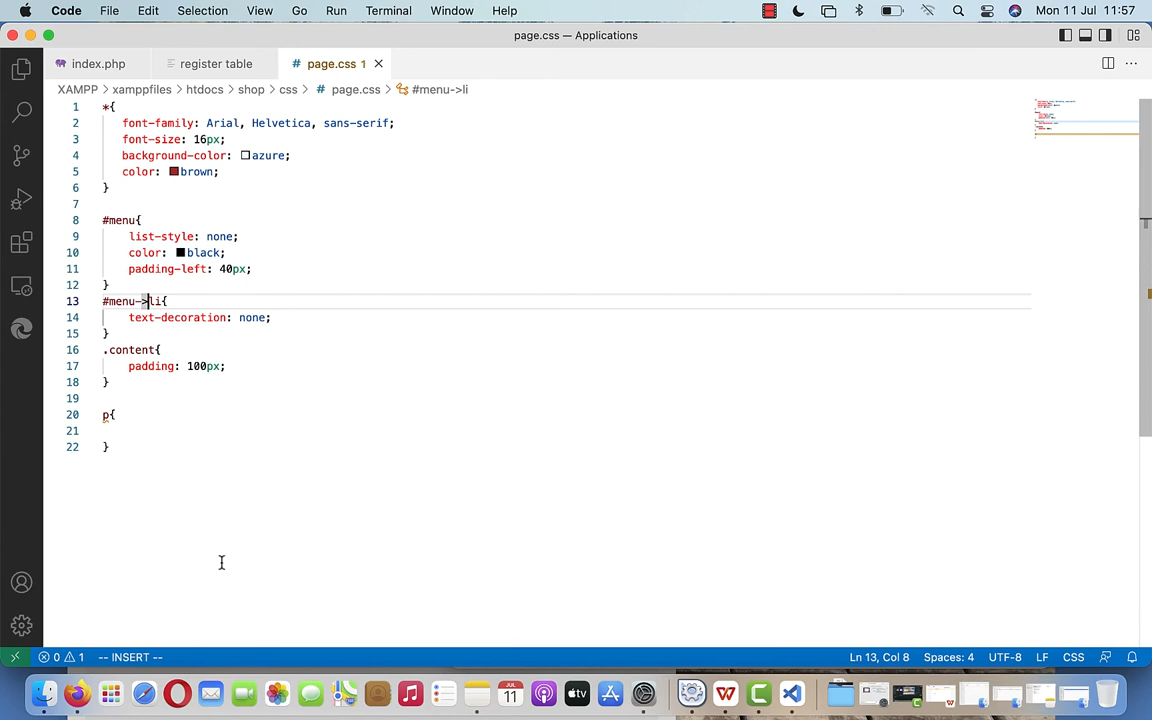 Code File Edit Selection View Go Run Terminal Window Help Mon 11 Jul 11:57
page.css — Applications
index.php register table # page.css 1
XAMPP > xamppfiles > htdocs > shop > css > # page.css > #menu->li
1 *{
2 font-family: Arial, Helvetica, sans-serif;
3 font-size: 16px;
4 background-color: azure;
5 color: brown;
6 }
7
8 #menu{
9 list-style: none;
10 color: black;
11 padding-left: 40px;
12 }
13 #menu->li{
14 text-decoration: none;
15 }
16 .content{
17 padding: 100px;
18 }
19
20 p{
21
22 }
0 1 -- INSERT -- Ln 13, Col 8 Spaces: 4 UTF-8 LF CSS
JUL
11
tv